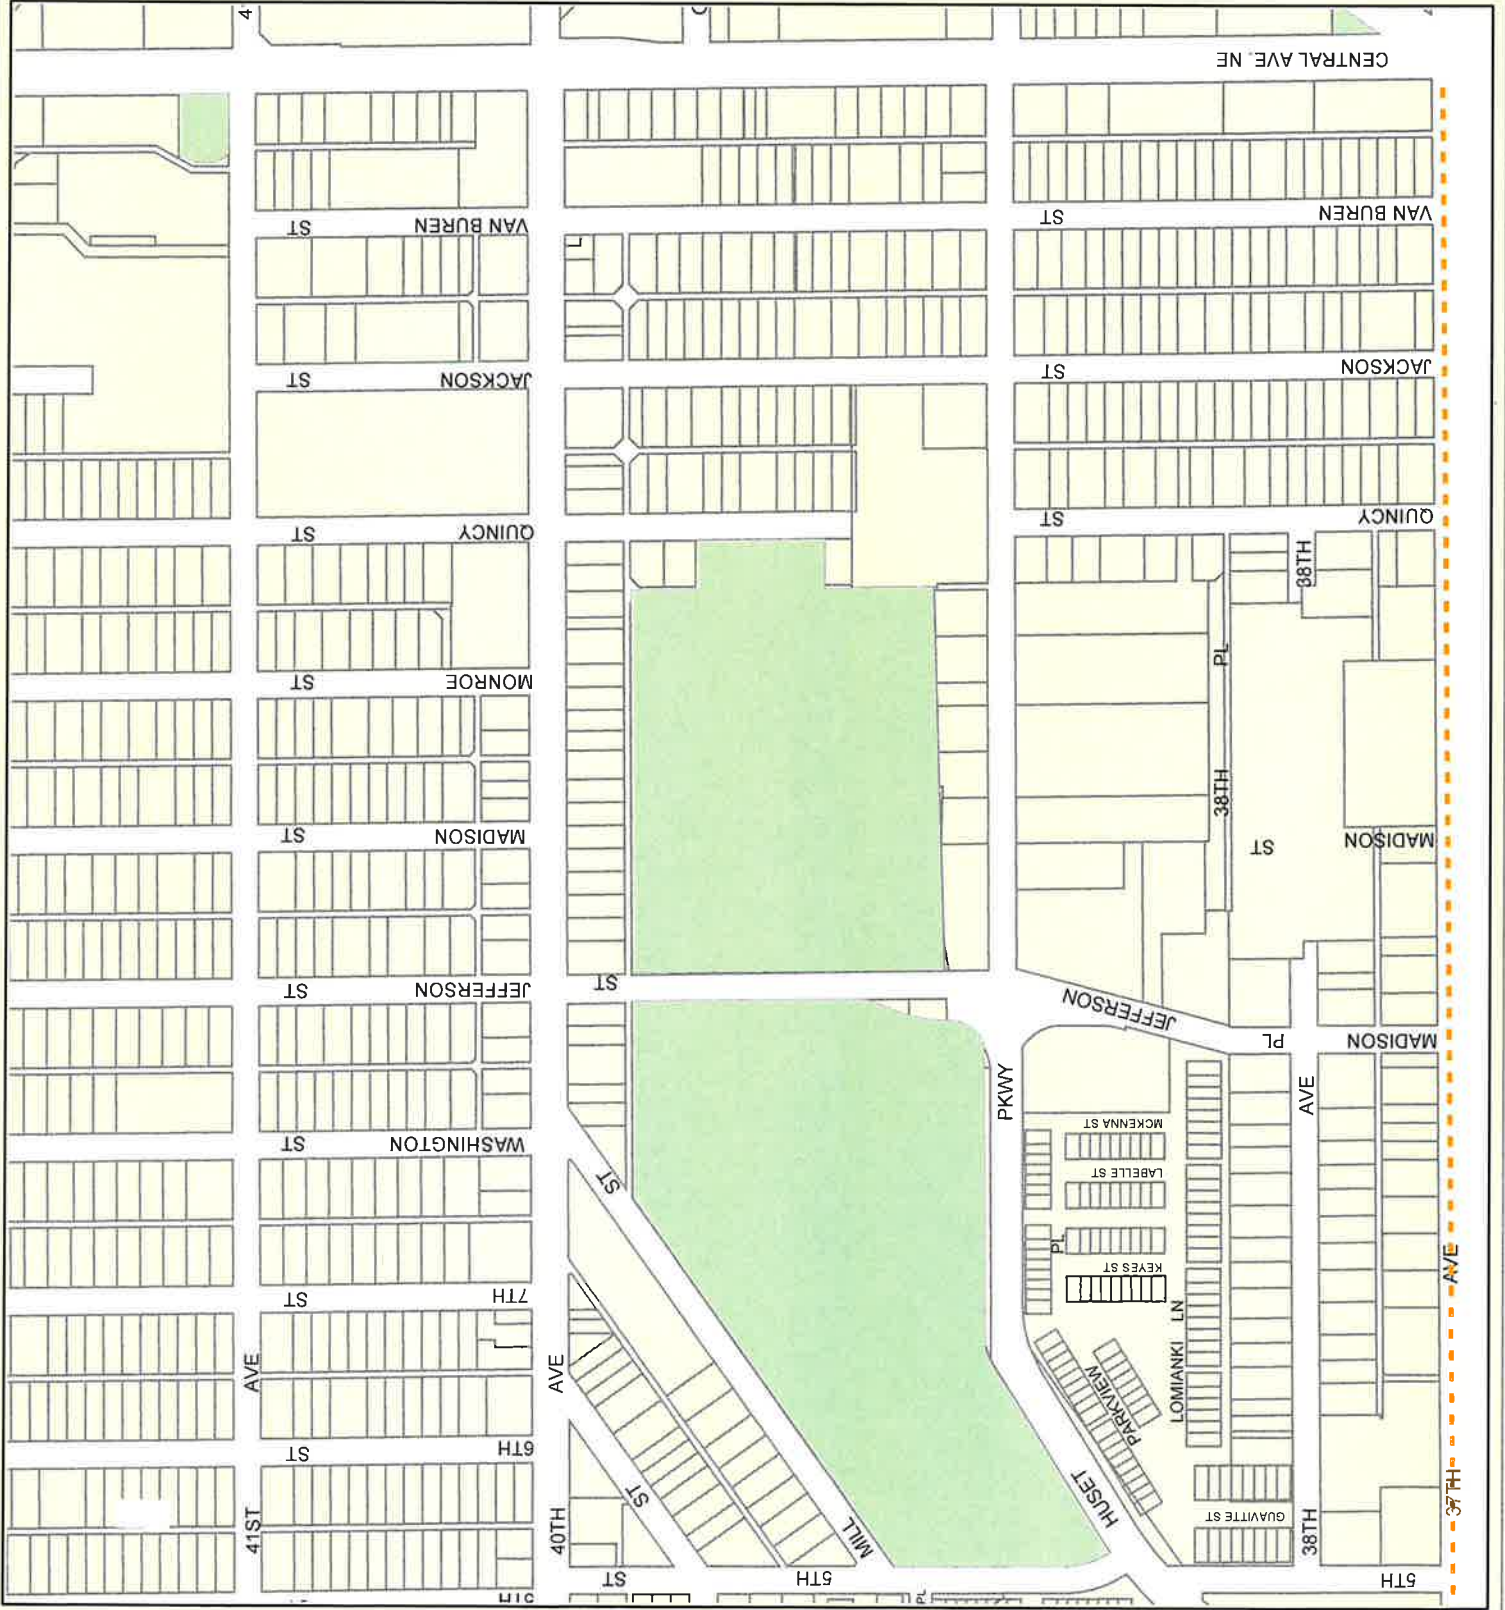 CENTRAL AVE. NE
VAN BUREN
ST
VAN BUREN
ST
JACKSON
ST
JACKSON
ST
QUINCY
ST
QUINCY
ST
38TH
PL
MONROE
ST
38TH
MADISON
ST
MADISON
ST
JEFFERSON
ST
ST
JEFFERSON
PL
MADISON
PKWY
AVE
WASHINGTON
ST
ST
MCKENNA ST
LABELLE ST
PL
KEYES ST
AVE
7TH
ST
LN
AVE
AVE
PARKVIEW
LOMIANKI
6TH
ST
ST
HUSET
37TH
41ST
40TH
MILL
GUAVITTE ST
38TH
ST
5TH
5TH
PL